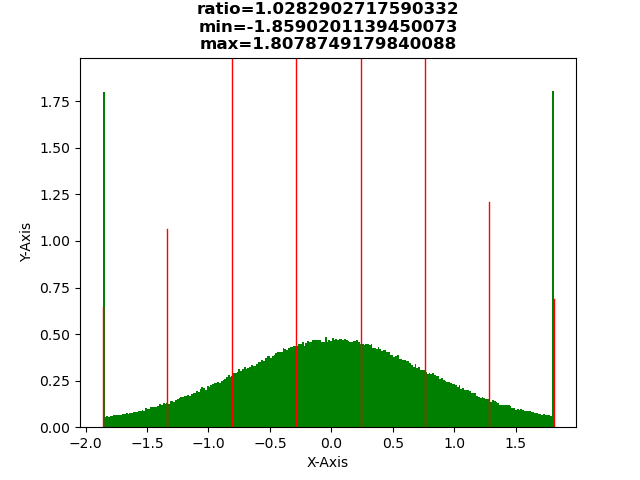 ratio=1.0282902717590332
min=-1.8590201139450073
max=1.8078749179840088
1.75
1.50
1.25
1.00
0.75
0.50
0.25
0.00
Y-Axis
−2.0 −1.5 −1.0 −0.5 0.0 0.5 1.0 1.5
X-Axis